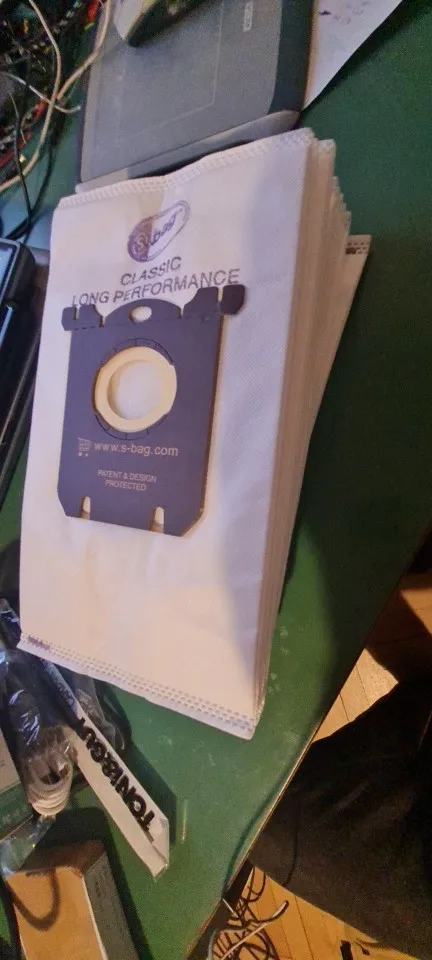 s-bag
CLASSIC
LONG PERFORMANCE
www.s-bag.com
PATENT & DESIGN
PROTECTED